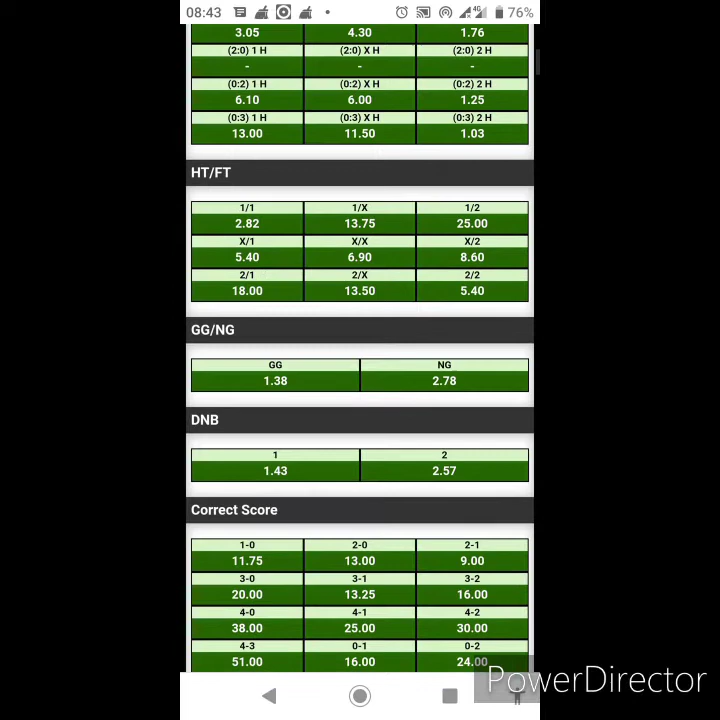 08:43 4G 76%
3.05 4.30 1.76
(2:0) 1 H (2:0) X H (2:0) 2 H
- - -
(0:2) 1 H (0:2) X H (0:2) 2 H
6.10 6.00 1.25
(0:3) 1 H (0:3) X H (0:3) 2 H
13.00 11.50 1.03
HT/FT
1/1 1/X 1/2
2.82 13.75 25.00
X/1 X/X X/2
5.40 6.90 8.60
2/1 2/X 2/2
18.00 13.50 5.40
GG/NG
GG NG
1.38 2.78
DNB
1 2
1.43 2.57
Correct Score
1-0 2-0 2-1
11.75 13.00 9.00
3-0 3-1 3-2
20.00 13.25 16.00
4-0 4-1 4-2
38.00 25.00 30.00
4-3 0-1 0-2
51.00 16.00 24.00
PowerDirector